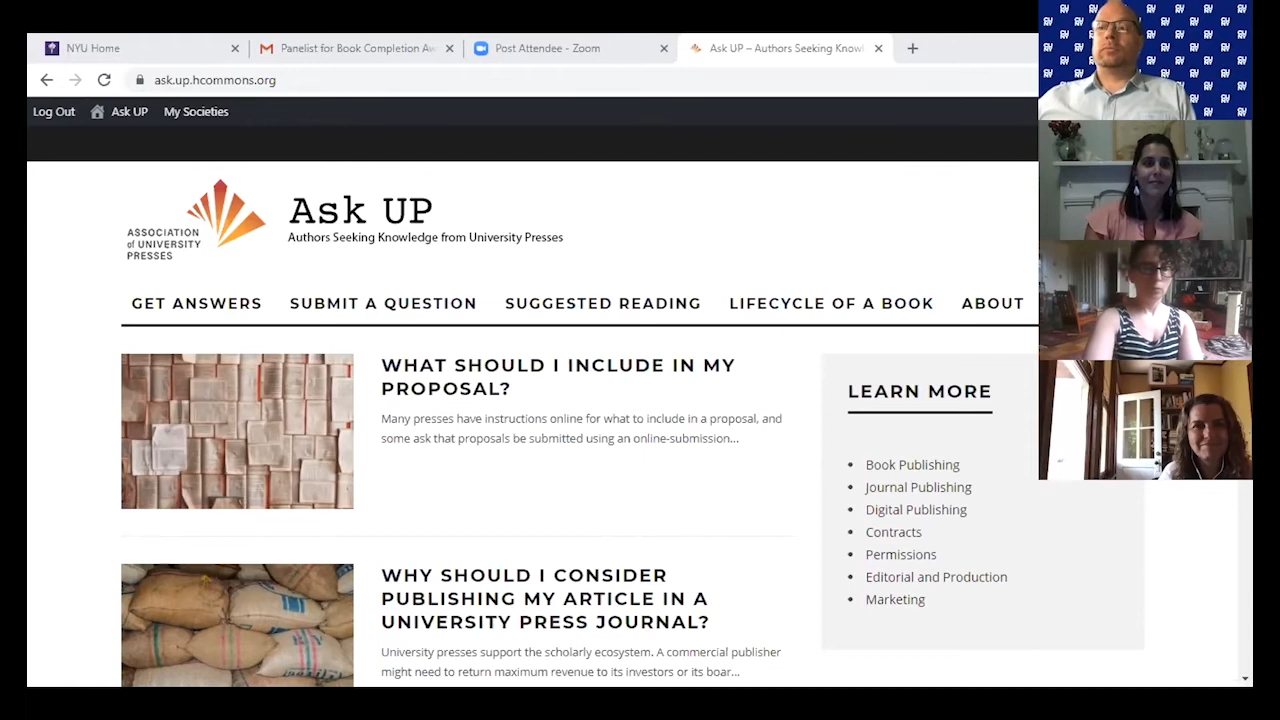 NYU Home
Panelist for Book Completion Aw
Post Attendee - Zoom
Ask UP – Authors Seeking Knowl
ask.up.hcommons.org
Log Out
Ask UP
My Societies
ASSOCIATION
of UNIVERSITY
PRESSES
Ask UP
Authors Seeking Knowledge from University Presses
GET ANSWERS
SUBMIT A QUESTION
SUGGESTED READING
LIFECYCLE OF A BOOK
ABOUT
WHAT SHOULD I INCLUDE IN MY
PROPOSAL?
Many presses have instructions online for what to include in a proposal, and
some ask that proposals be submitted using an online-submission...
WHY SHOULD I CONSIDER
PUBLISHING MY ARTICLE IN A
UNIVERSITY PRESS JOURNAL?
University presses support the scholarly ecosystem. A commercial publisher
might need to return maximum revenue to its investors or its boar...
LEARN MORE
Book Publishing
Journal Publishing
Digital Publishing
Contracts
Permissions
Editorial and Production
Marketing